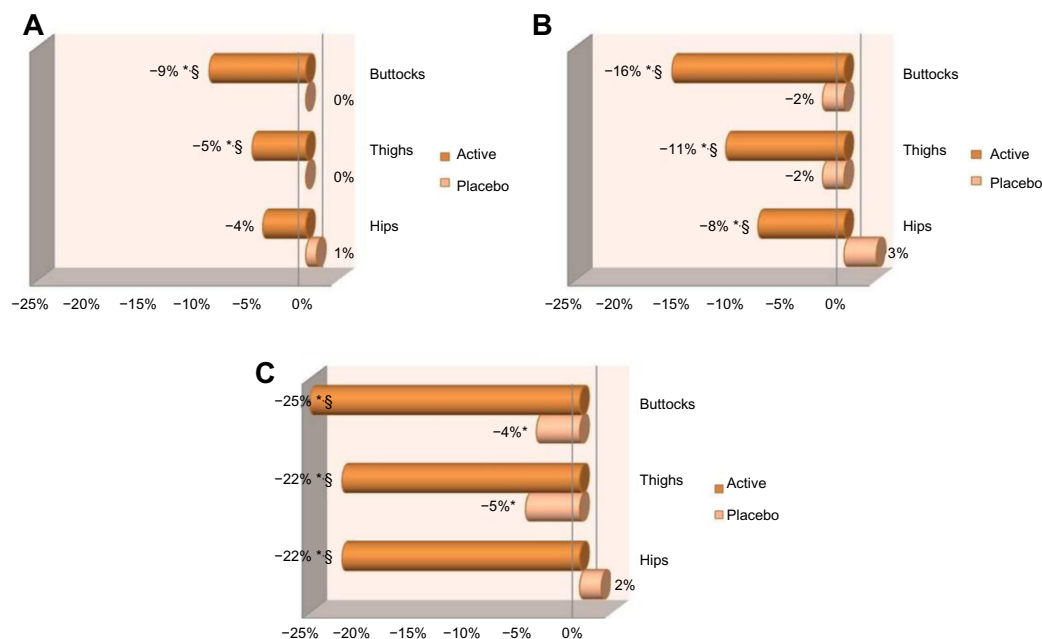 A
−9% *,§
Buttocks
0%
−5% *,§
Thighs
0%
−4%
Hips
1%
Active
Placebo
−25% −20% −15% −10% −5% 0%
B
−16% *,§
Buttocks
−2%
−11% *,§
Thighs
−2%
−8% *,§
Hips
3%
Active
Placebo
−25% −20% −15% −10% −5% 0%
C
−25% *,§
Buttocks
−4%*
−22% *,§
Thighs
−5%*
−22% *,§
Hips
2%
Active
Placebo
−25% −20% −15% −10% −5% 0%